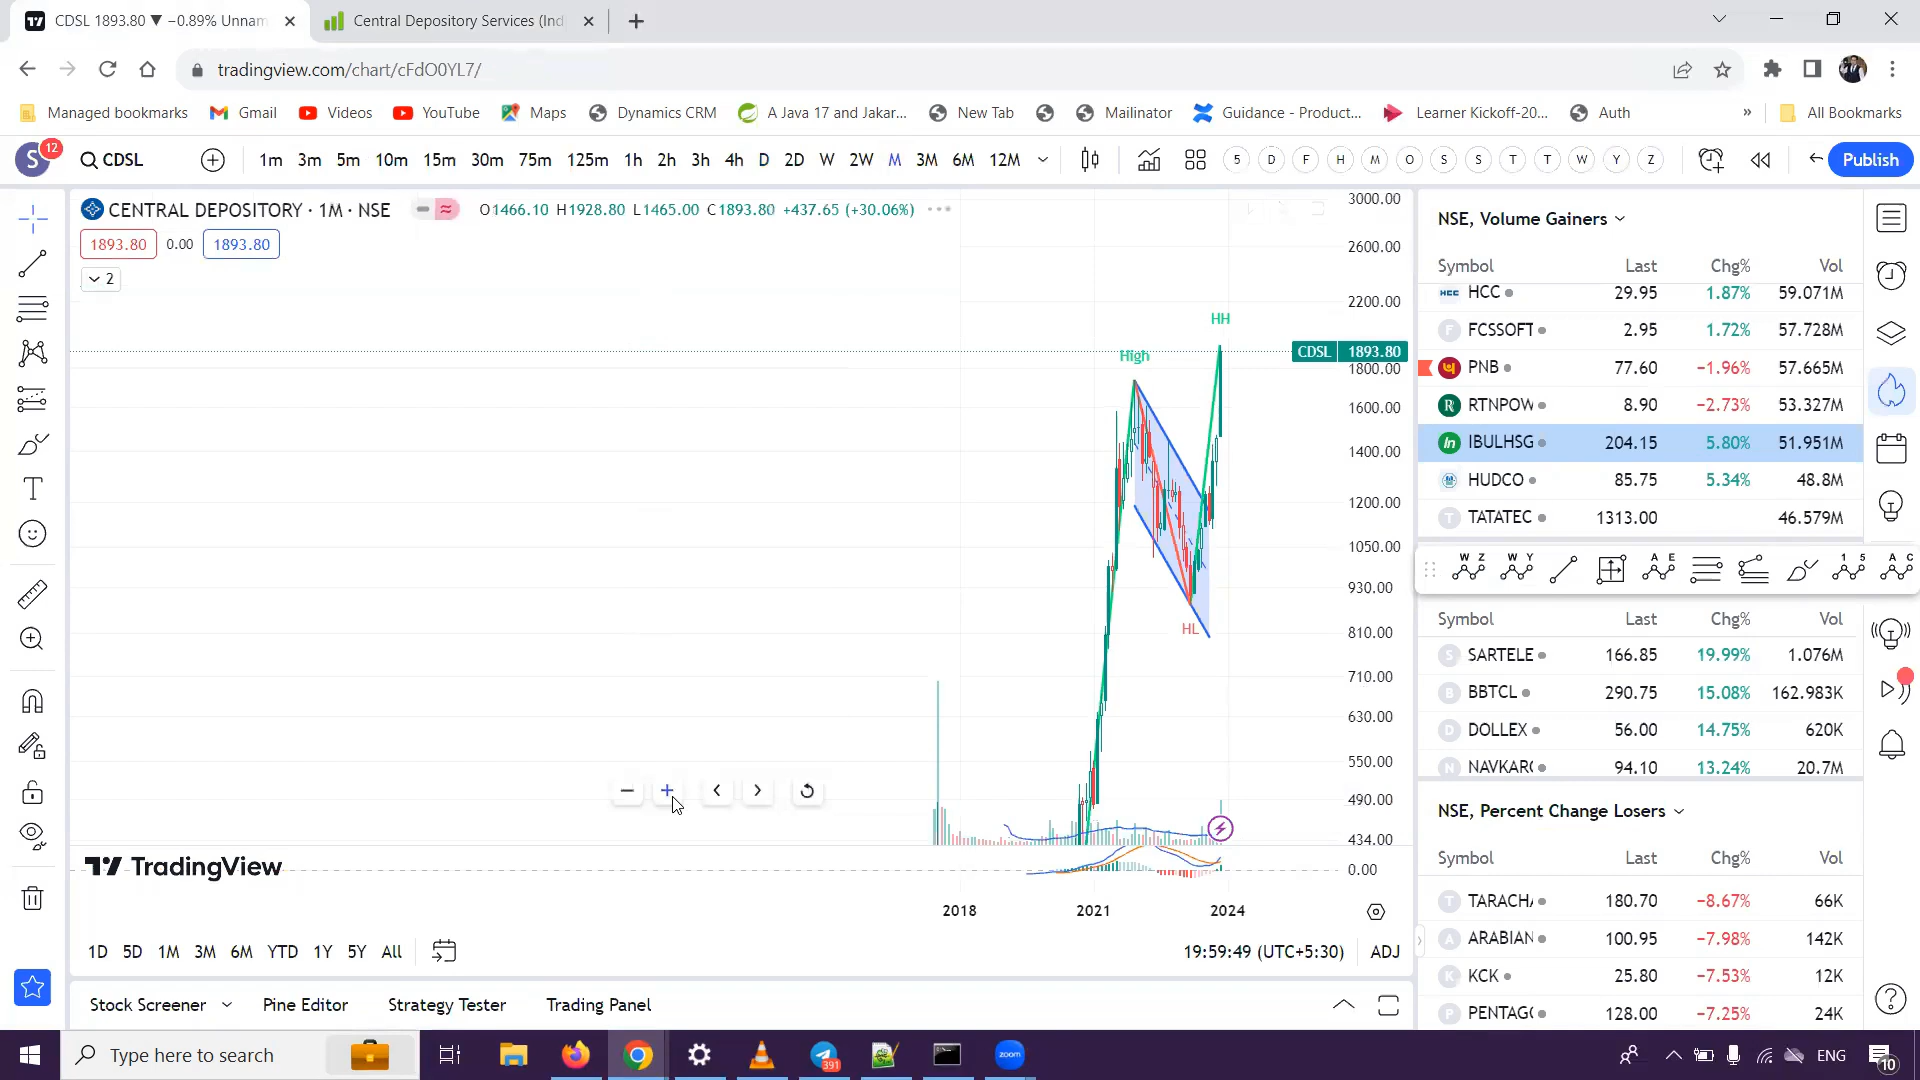 CDSL 1893.80 ▼ −0.89% Unnam
Central Depository Services (Ind
tradingview.com/chart/cFdO0YL7/
Managed bookmarks Gmail Videos YouTube Maps Dynamics CRM A Java 17 and Jakar... New Tab Mailinator Guidance - Product... Learner Kickoff-20... Auth » All Bookmarks
S 12 CDSL 1m 3m 5m 10m 15m 30m 75m 125m 1h 2h 3h 4h D 2D W 2W M 3M 6M 12M 5 D F H M O S S T T W Y Z Publish
CENTRAL DEPOSITORY · 1M · NSE O1466.10 H1928.80 L1465.00 C1893.80 +437.65 (+30.06%)
1893.80 0.00 1893.80
2
3000.00
2600.00
2200.00
HH
High
CDSL 1893.80
1800.00
1600.00
1400.00
1200.00
1050.00
930.00
HL
810.00
710.00
630.00
550.00
490.00
434.00
0.00
TradingView
2018 2021 2024
1D 5D 1M 3M 6M YTD 1Y 5Y All
19:59:49 (UTC+5:30) ADJ
Stock Screener Pine Editor Strategy Tester Trading Panel
NSE, Volume Gainers
Symbol Last Chg% Vol
HCC HCC 29.95 1.87% 59.071M
F FCSSOFT 2.95 1.72% 57.728M
PNB 77.60 −1.96% 57.665M
R RTNPOW 8.90 −2.73% 53.327M
In IBULHSG 204.15 5.80% 51.951M
HUDCO 85.75 5.34% 48.8M
T TATATEC 1313.00 46.579M
W Z W Y A E 1 5 A C
Symbol Last Chg% Vol
S SARTELE 166.85 19.99% 1.076M
B BBTCL 290.75 15.08% 162.983K
D DOLLEX 56.00 14.75% 620K
N NAVKAR 94.10 13.24% 20.7M
NSE, Percent Change Losers
Symbol Last Chg% Vol
T TARACH 180.70 −8.67% 66K
A ARABIAN 100.95 −7.98% 142K
K KCK 25.80 −7.53% 12K
P PENTAG 128.00 −7.25% 24K
Type here to search
391
zoom
ENG
10